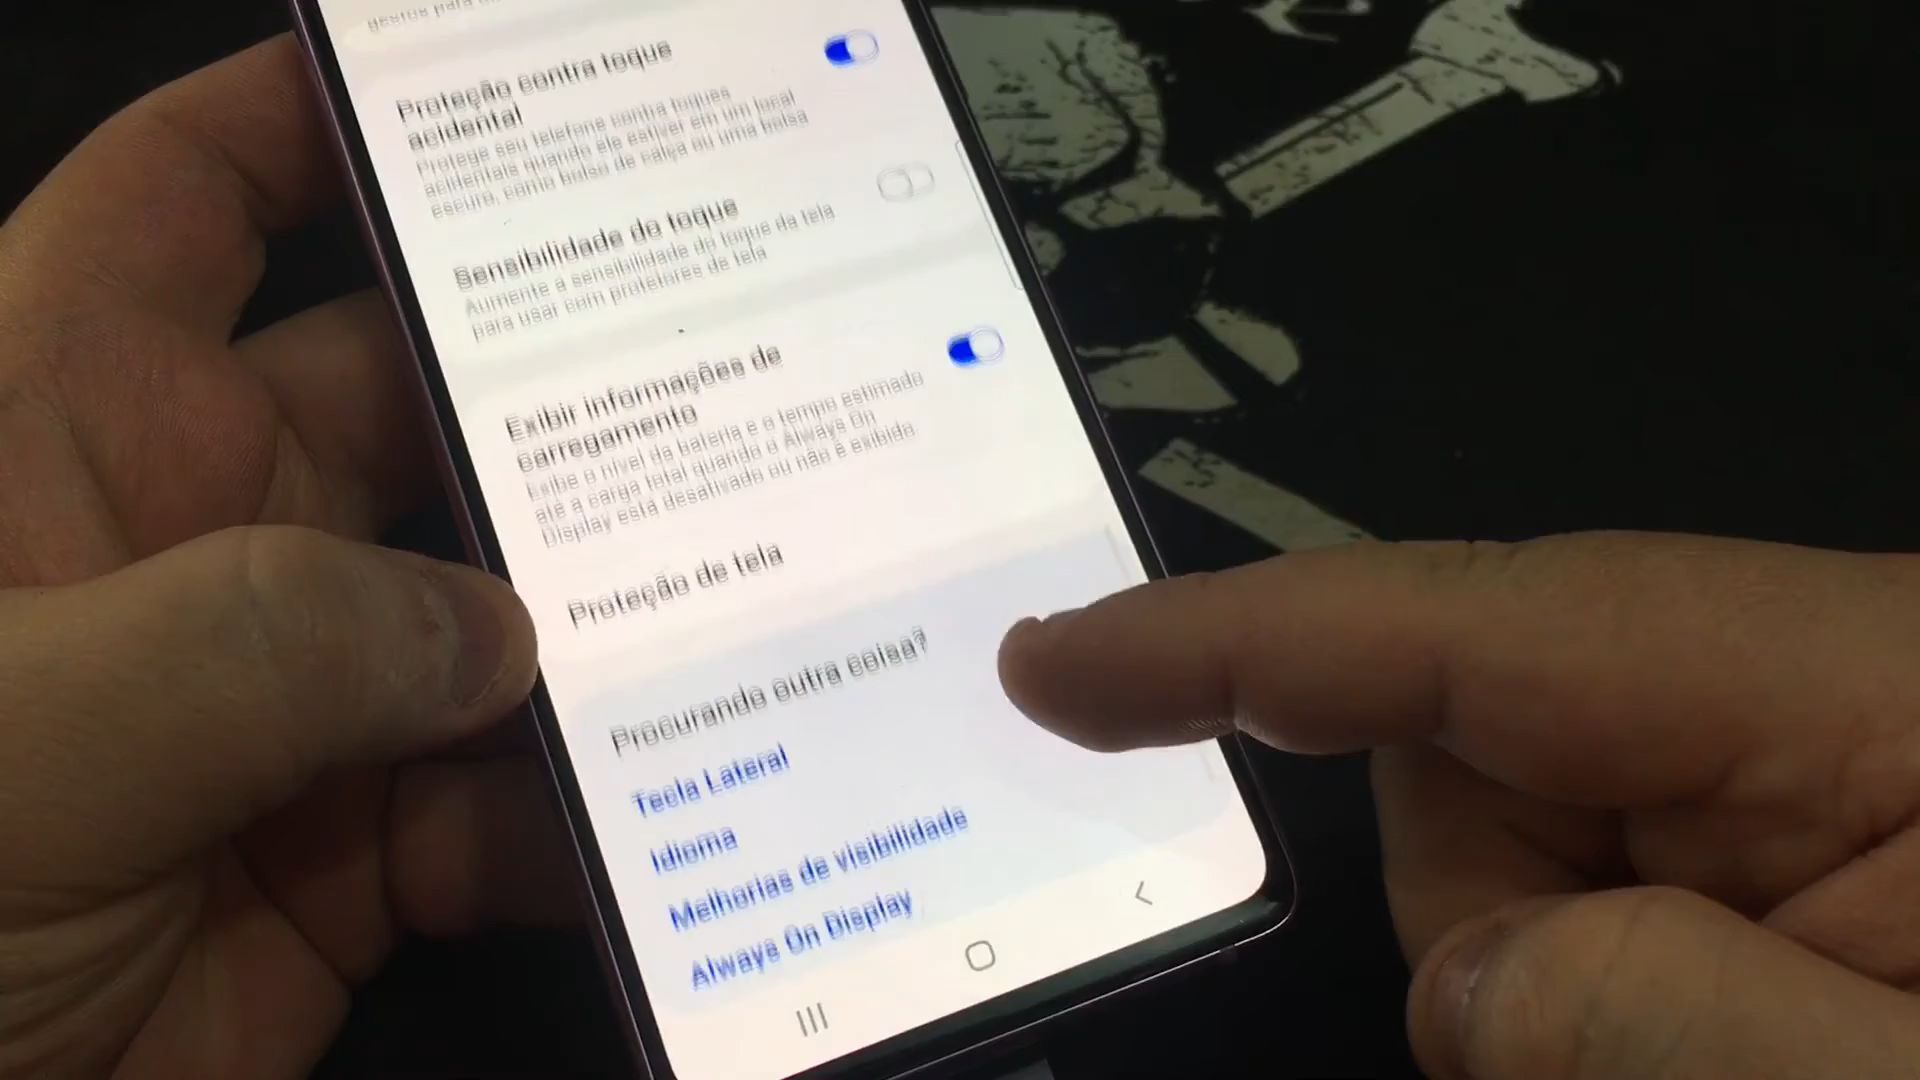 gestos para
Proteção contra toque
acidental
Protege seu telefone contra toques
acidentais quando ele estiver em um local
escuro, como bolso de calça ou uma bolsa
Sensibilidade do toque
Aumente a sensibilidade do toque da tela
para usar com protetores de tela
Exibir informações de
carregamento
Exibe o nível da bateria e o tempo estimado
até a carga total quando o Always On
Display está desativado ou não é exibido
Proteção de tela
Procurando outra coisa?
Tecla Lateral
Idioma
Melhorias de visibilidade
Always On Display